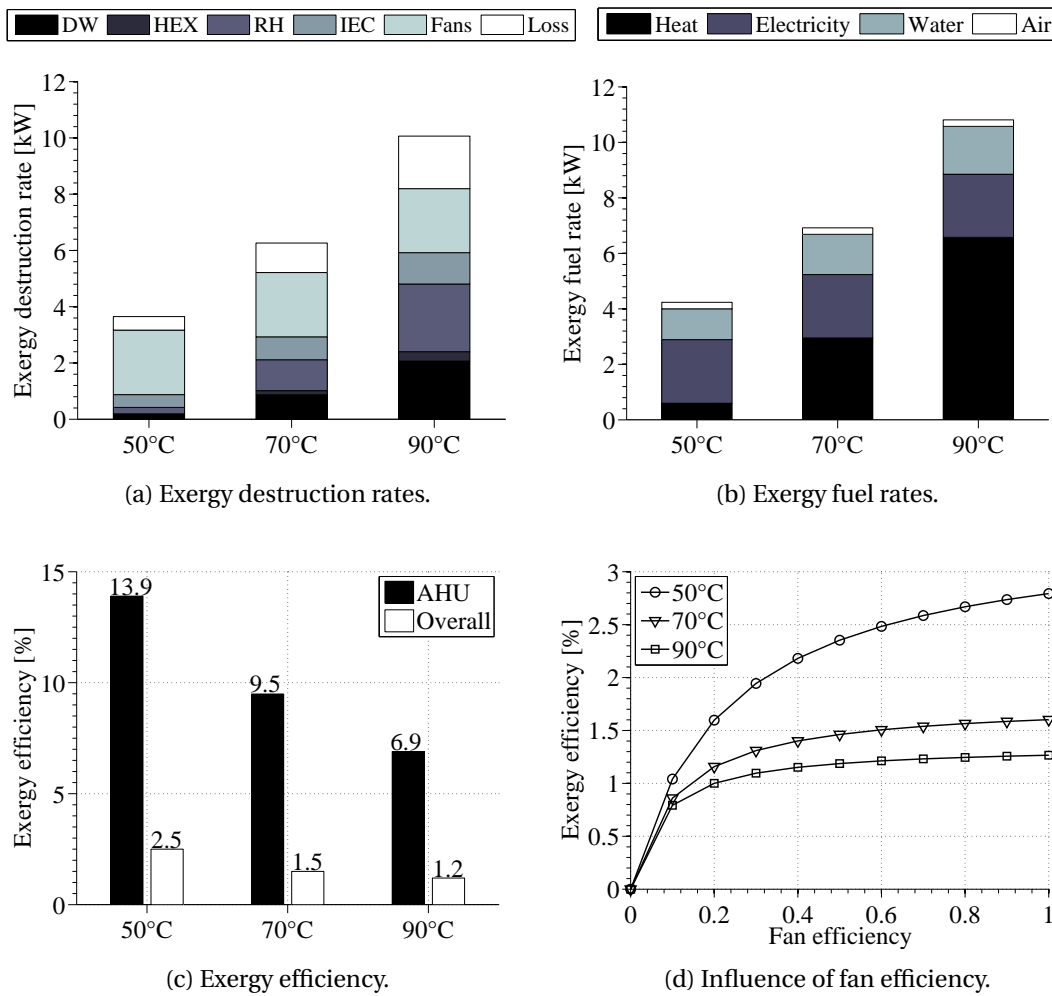 DW HEX RH IEC Fans Loss
Heat Electricity Water Air
Exergy destruction rate [kW]
12
10
8
6
4
2
0
50°C 70°C 90°C
(a) Exergy destruction rates.
Exergy fuel rate [kW]
12
10
8
6
4
2
0
50°C 70°C 90°C
(b) Exergy fuel rates.
Exergy efficiency [%]
15
10
5
0
AHU
Overall
13.9
2.5
9.5
1.5
6.9
1.2
50°C 70°C 90°C
(c) Exergy efficiency.
Exergy efficiency [%]
3
2.5
2
1.5
1
0.5
0
50°C
70°C
90°C
0 0.2 0.4 0.6 0.8 1
Fan efficiency
(d) Influence of fan efficiency.